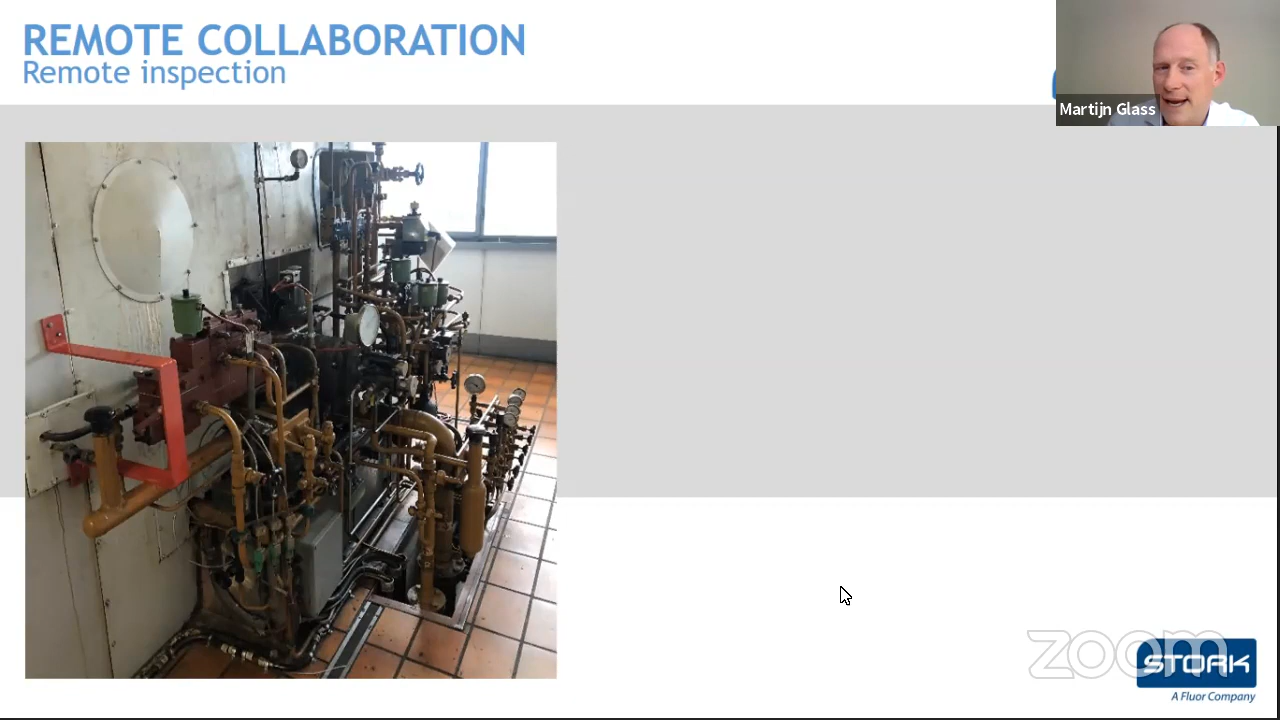 REMOTE COLLABORATION
Remote inspection
Martijn Glass
zoom
STORK
A Fluor Company